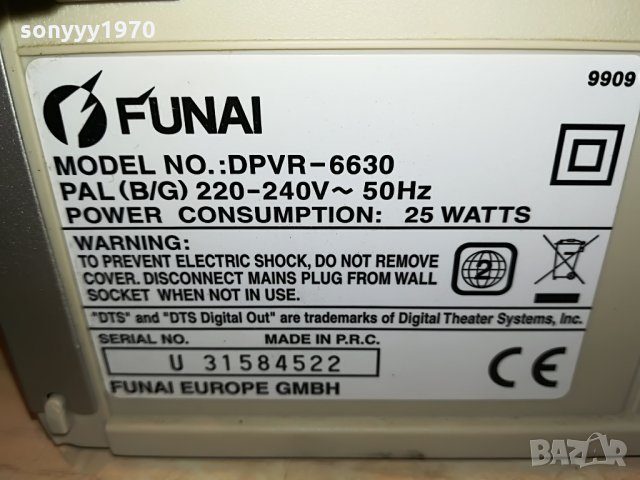 sonyyy1970
9909
FUNAI
MODEL NO.:DPVR-6630
PAL (B/G) 220-240V~ 50Hz
POWER CONSUMPTION: 25 WATTS
WARNING:
TO PREVENT ELECTRIC SHOCK, DO NOT REMOVE
COVER. DISCONNECT MAINS PLUG FROM WALL
SOCKET WHEN NOT IN USE.
2
"DTS" and "DTS Digital Out" are trademarks of Digital Theater Systems, Inc.
SERIAL NO. MADE IN P.R.C.
U 31584522
FUNAI EUROPE GMBH
CE
BAZAR